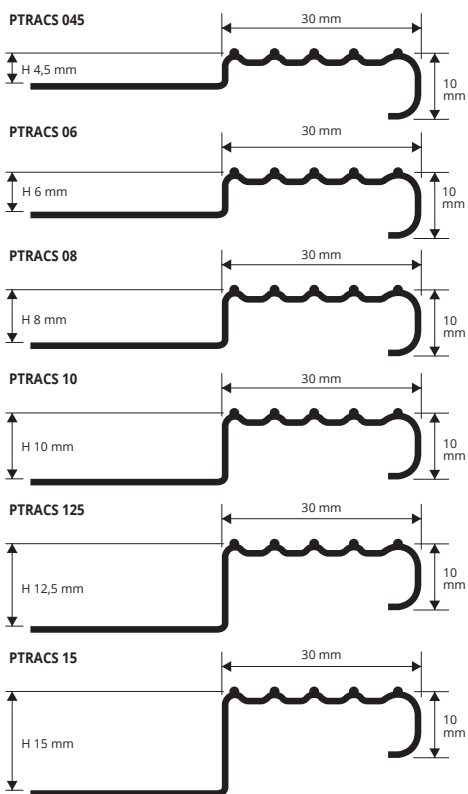 PTRACS 045
30 mm
H 4,5 mm
10
mm
PTRACS 06
30 mm
H 6 mm
10
mm
PTRACS 08
30 mm
H 8 mm
10
mm
PTRACS 10
30 mm
H 10 mm
10
mm
PTRACS 125
30 mm
H 12,5 mm
10
mm
PTRACS 15
30 mm
H 15 mm
10
mm